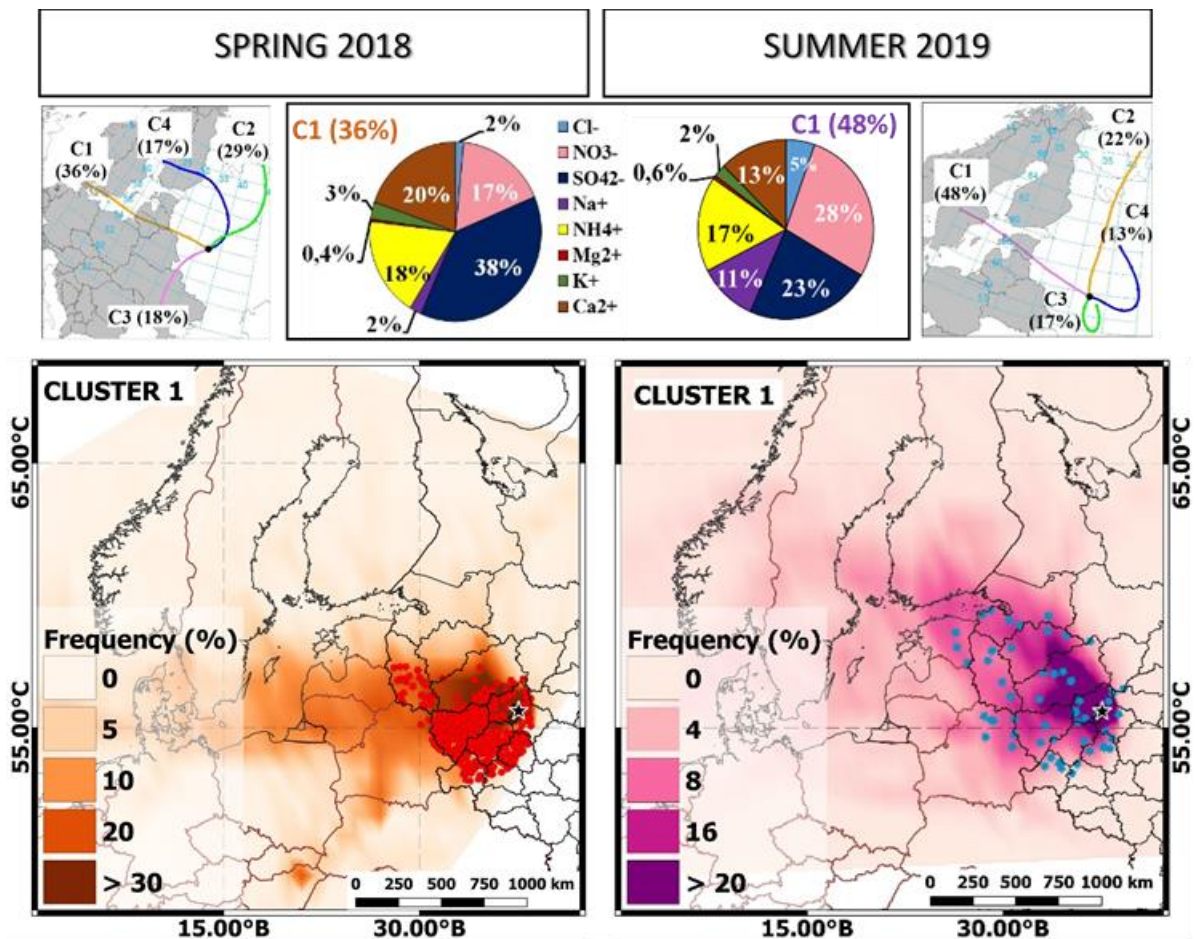 SPRING 2018
SUMMER 2019
C1
(36%)
C4
(17%)
C2
(29%)
C3 (18%)
C1 (36%)
2%
17%
38%
2%
18%
0,4%
3%
20%
Cl-
NO3-
SO42-
Na+
NH4+
Mg2+
K+
Ca2+
C1 (48%)
5%
28%
23%
11%
17%
0,6%
2%
13%
C1
(48%)
C2
(22%)
C4
(13%)
C3
(17%)
CLUSTER 1
65.00°C
55.00°C
Frequency (%)
0
5
10
20
> 30
0 250 500 750 1000 km
15.00°B 30.00°B
CLUSTER 1
65.00°C
55.00°C
Frequency (%)
0
4
8
16
> 20
0 250 500 750 1000 km
15.00°B 30.00°B